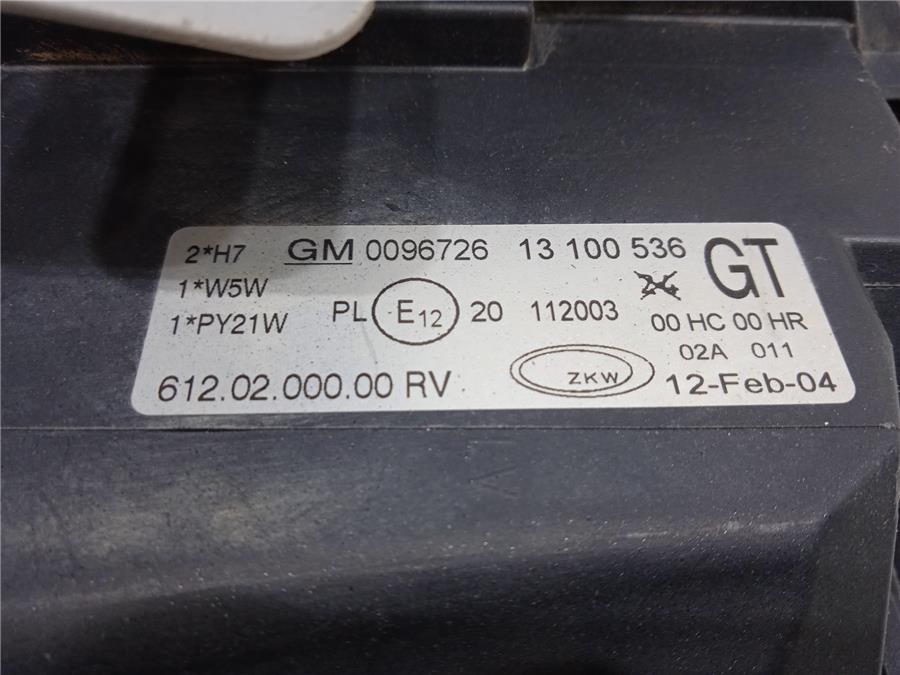 2*H7 GM 0096726 13 100 536 GT
1*W5W
1*PY21W PL E12 20 112003 00 HC 00 HR
02A 011
612.02.000.00 RV ZKW 12-Feb-04